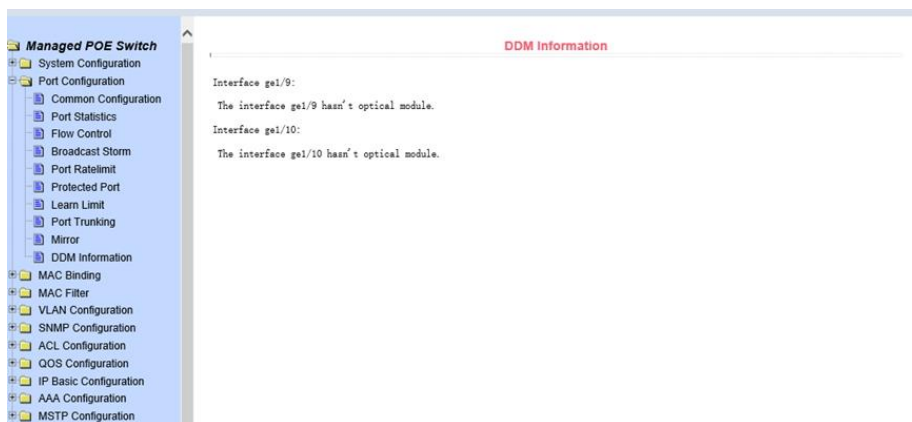 Managed POE Switch
System Configuration
Port Configuration
Common Configuration
Port Statistics
Flow Control
Broadcast Storm
Port Ratelimit
Protected Port
Learn Limit
Port Trunking
Mirror
DDM Information
MAC Binding
MAC Filter
VLAN Configuration
SNMP Configuration
ACL Configuration
QOS Configuration
IP Basic Configuration
AAA Configuration
MSTP Configuration
DDM Information
Interface ge1/9:
The interface ge1/9 hasn't optical module.
Interface ge1/10:
The interface ge1/10 hasn't optical module.